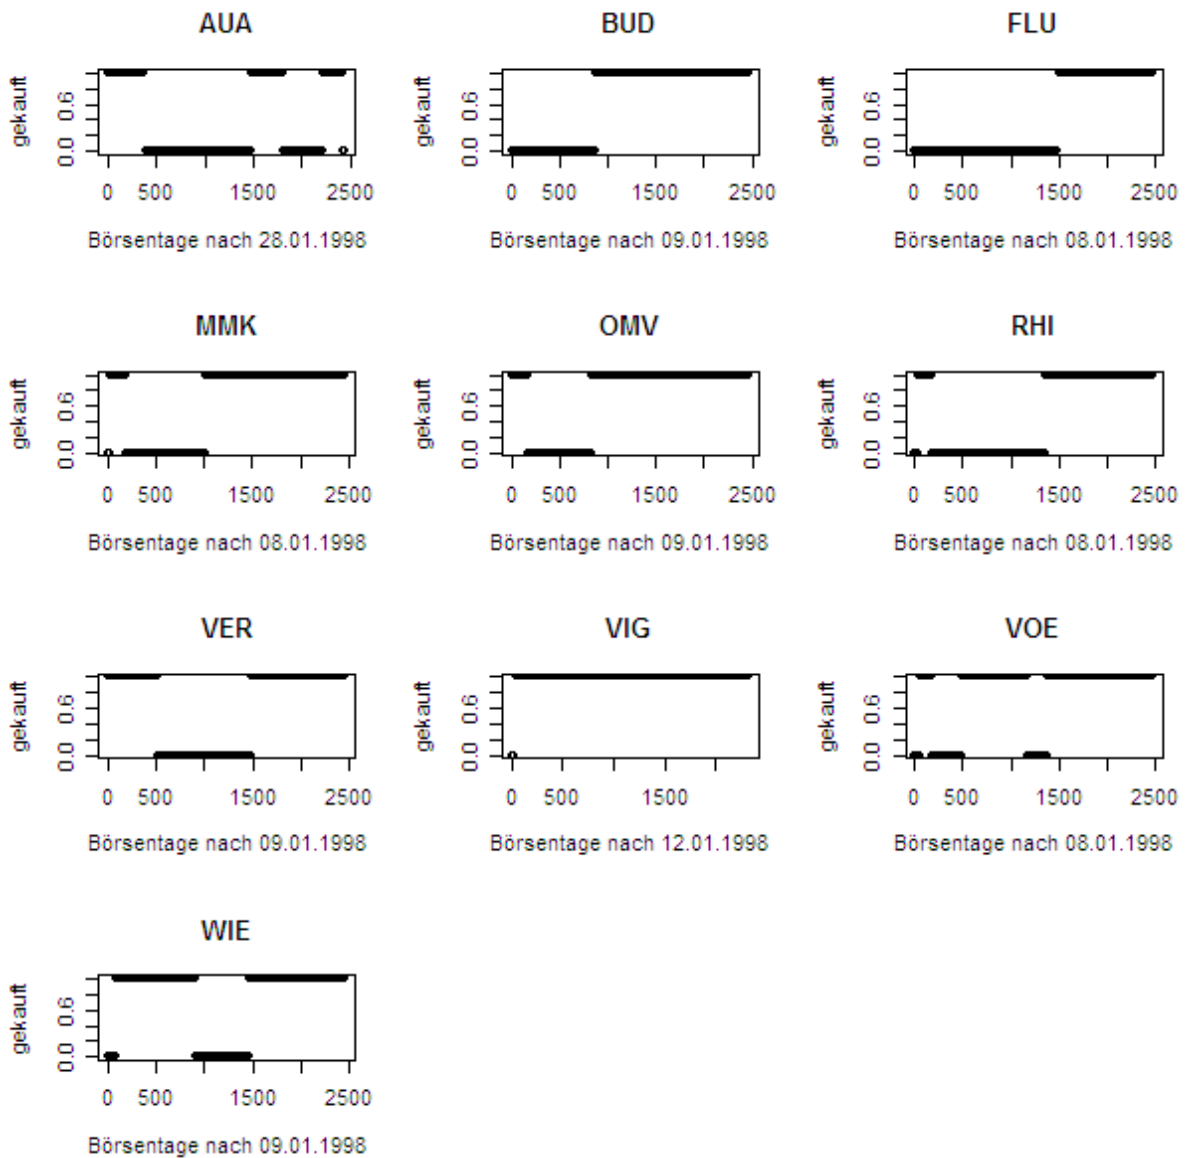 AUA
gekauft
0.0 0.6
0 500 1500 2500
Börsentage nach 28.01.1998
BUD
gekauft
0.0 0.6
0 500 1500 2500
Börsentage nach 09.01.1998
FLU
gekauft
0.0 0.6
0 500 1500 2500
Börsentage nach 08.01.1998
MMK
gekauft
0.0 0.6
0 500 1500 2500
Börsentage nach 08.01.1998
OMV
gekauft
0.0 0.6
0 500 1500 2500
Börsentage nach 09.01.1998
RHI
gekauft
0.0 0.6
0 500 1500 2500
Börsentage nach 08.01.1998
VER
gekauft
0.0 0.6
0 500 1500 2500
Börsentage nach 09.01.1998
VIG
gekauft
0.0 0.6
0 500 1500
Börsentage nach 12.01.1998
VOE
gekauft
0.0 0.6
0 500 1500 2500
Börsentage nach 08.01.1998
WIE
gekauft
0.0 0.6
0 500 1500 2500
Börsentage nach 09.01.1998